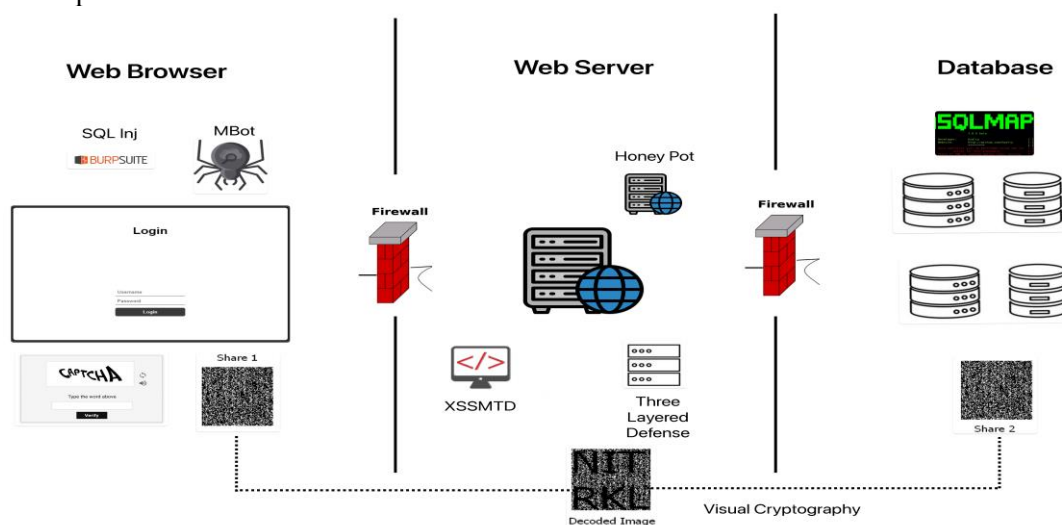 Web Browser
SQL Inj
BURPSUITE
MBot
Login
Username
Password
Login
CAPTCHA
Type the word above
Verify
Share 1
Firewall
Web Server
Honey Pot
</>
XSSMTD
Three
Layered
Defense
Firewall
Database
SQLMAP
Share 2
NIT
RKL
Decoded Image
Visual Cryptography